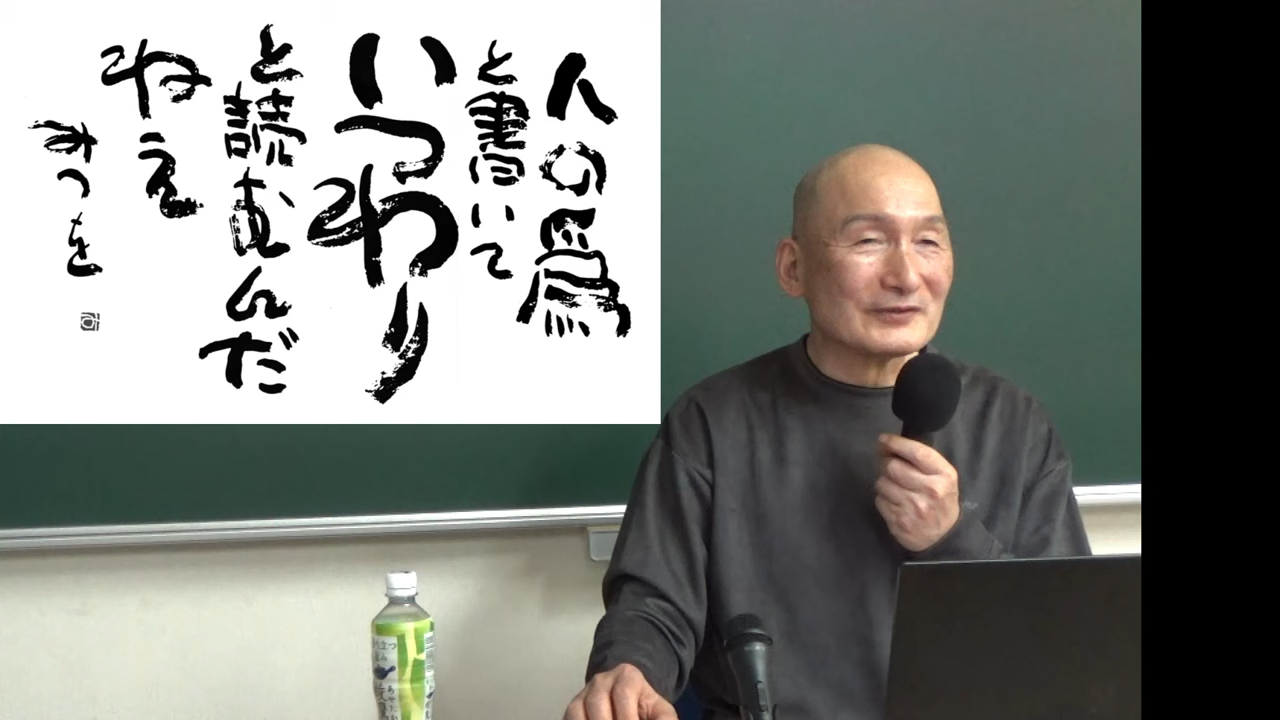 人の爲
と書いて
いつわり
と読むんだ
ねえ
みつを